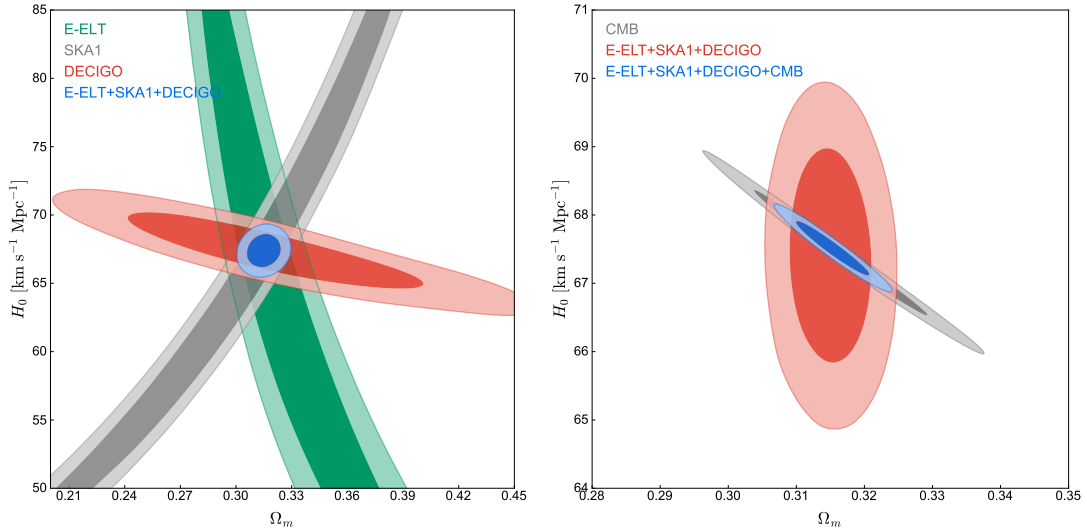 E-ELT
SKA1
DECIGO
E-ELT+SKA1+DECIGO
85
80
75
70
65
60
55
50
0.21 0.24 0.27 0.30 0.33 0.36 0.39 0.42 0.45
H₀ [km s⁻¹ Mpc⁻¹]
Ωₘ
CMB
E-ELT+SKA1+DECIGO
E-ELT+SKA1+DECIGO+CMB
71
70
69
68
67
66
65
64
0.28 0.29 0.30 0.31 0.32 0.33 0.34 0.35
H₀ [km s⁻¹ Mpc⁻¹]
Ωₘ